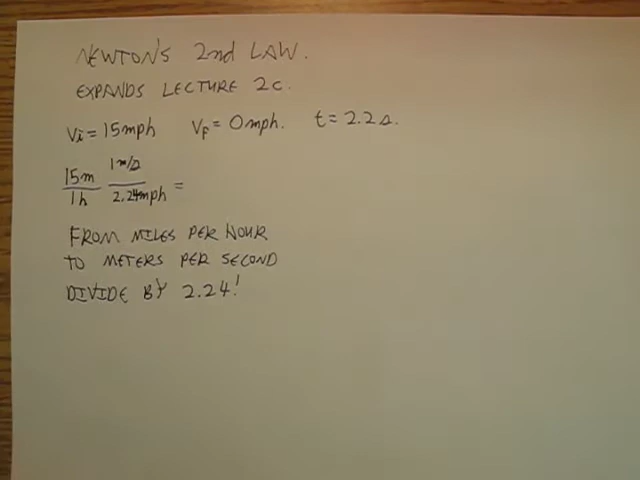 NEWTON'S 2nd LAW.
EXPANDS LECTURE 2C.
Vi = 15mph VF = 0mph. t = 2.2s.
15m/1h 1m/s/2.24mph =
FROM MILES PER HOUR
TO METERS PER SECOND
DIVIDE BY 2.24!